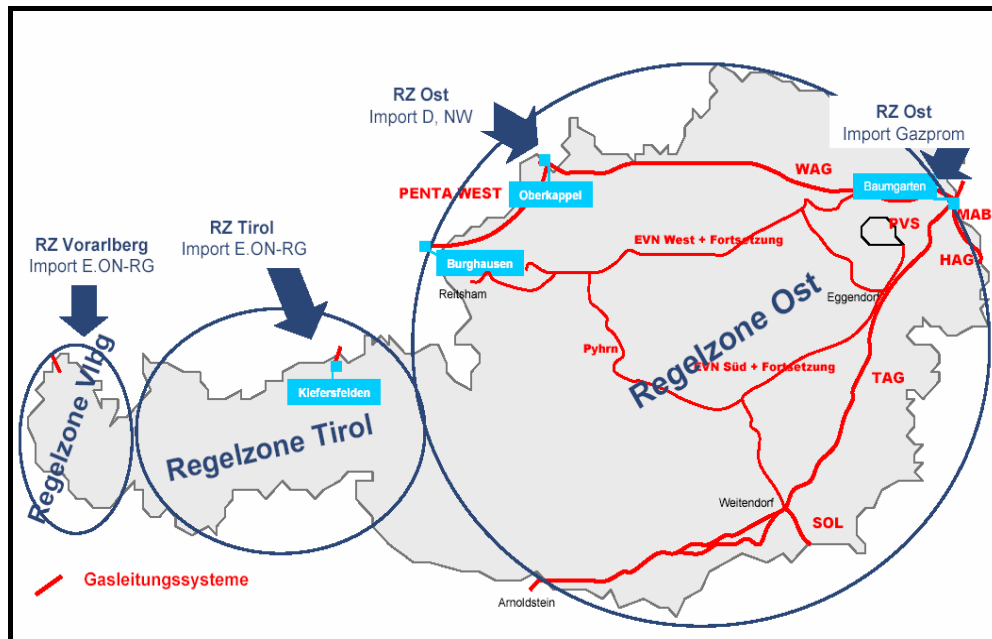 RZ Ost
Import D, NW
RZ Ost
Import Gazprom
WAG
Baumgarten
PENTA WEST
Oberkappel
MAB
PVS
RZ Tirol
Import E.ON-RG
RZ Vorarlberg
Import E.ON-RG
EVN West + Fortsetzung
HAG
Burghausen
Reitsham
Eggendorf
Regelzone Ost
Pyhrn
EVN Süd + Fortsetzung
TAG
Kiefersfelden
Regelzone Vlbg
Regelzone Tirol
Weitendorf
SOL
Gasleitungssysteme
Arnoldstein